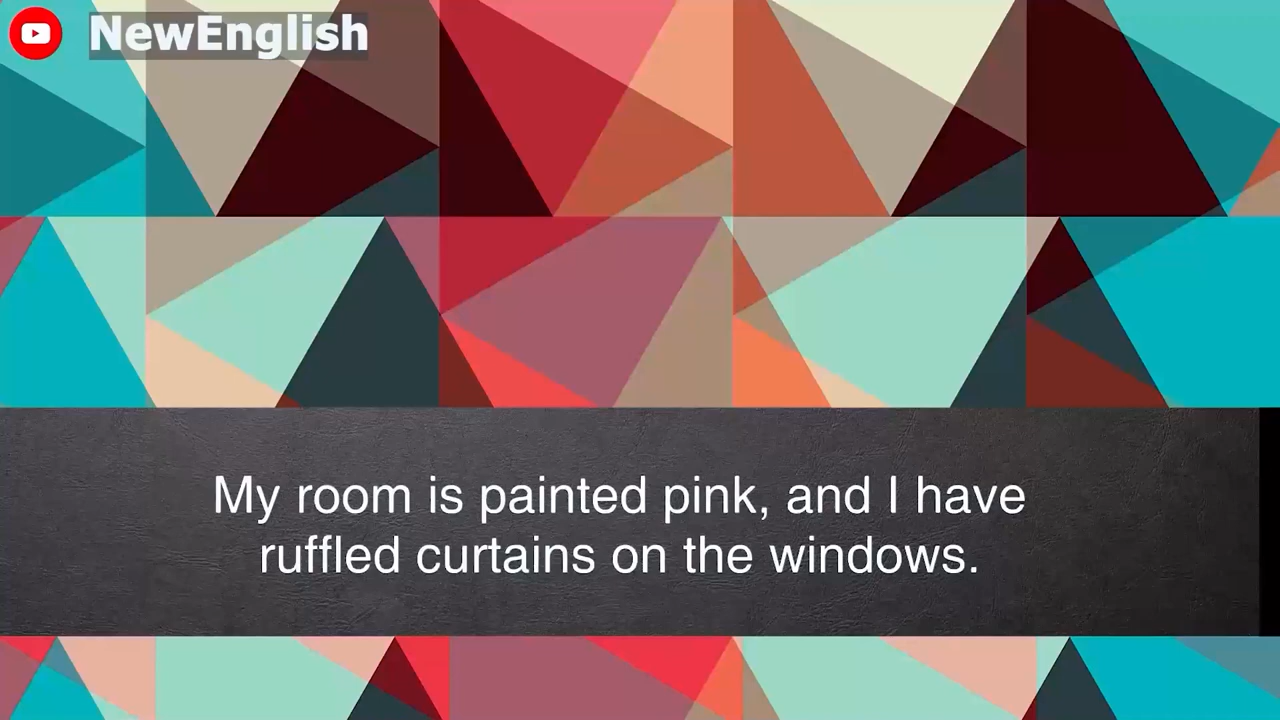 NewEnglish
My room is painted pink, and I have
ruffled curtains on the windows.